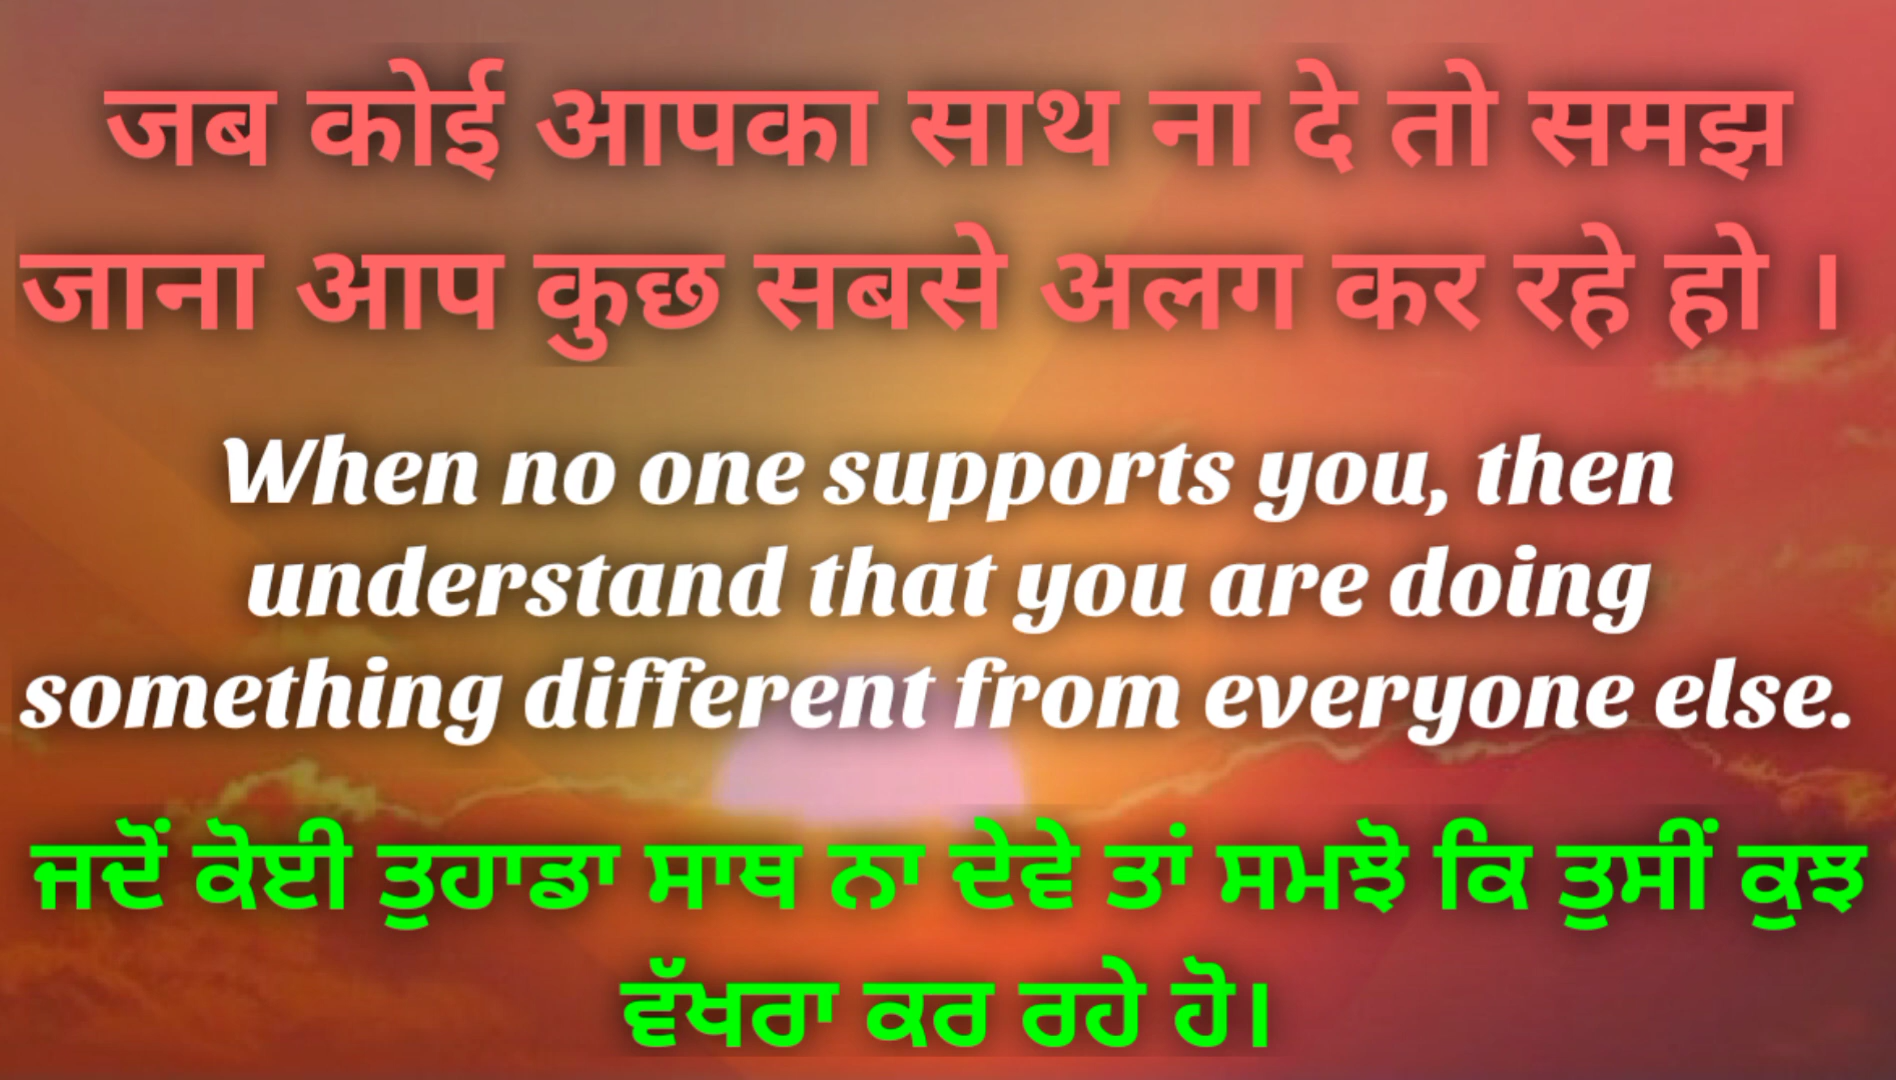 जब कोई आपका साथ ना दे तो समझ
जाना आप कुछ सबसे अलग कर रहे हो ।
When no one supports you, then
understand that you are doing
something different from everyone else.
ਜਦੋਂ ਕੋਈ ਤੁਹਾਡਾ ਸਾਥ ਨਾ ਦੇਵੇ ਤਾਂ ਸਮਝੋ ਕਿ ਤੁਸੀਂ ਕੁਝ
ਵੱਖਰਾ ਕਰ ਰਹੇ ਹੋ।